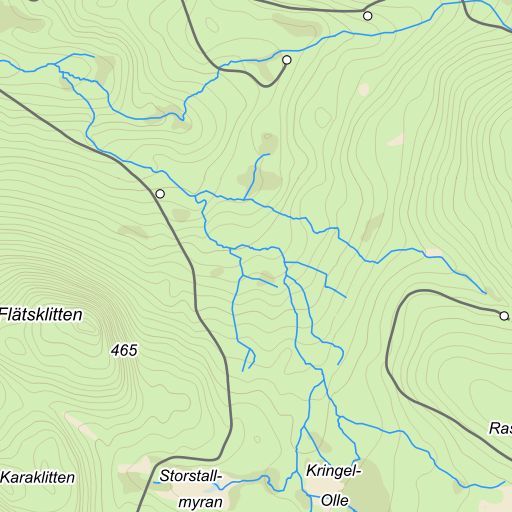 Flätsklitten
465
Ras
Karaklitten
Storstall-
myran
Kringel-
Olle